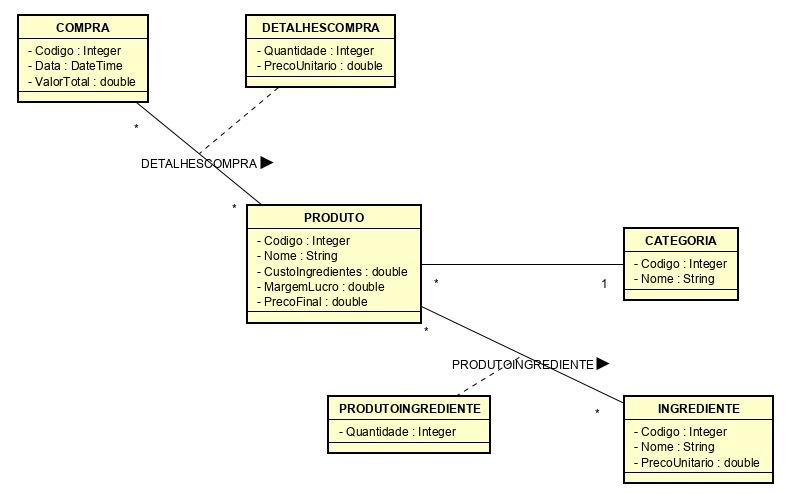 COMPRA
- Codigo : Integer
- Data : DateTime
- ValorTotal : double
DETALHESCOMPRA
- Quantidade : Integer
- PrecoUnitario : double
*
DETALHESCOMPRA ▶
*
PRODUTO
- Codigo : Integer
- Nome : String
- CustoIngredientes : double
- MargemLucro : double
- PrecoFinal : double
CATEGORIA
- Codigo : Integer
- Nome : String
*
1
*
PRODUTOINGREDIENTE ▶
*
PRODUTOINGREDIENTE
- Quantidade : Integer
INGREDIENTE
- Codigo : Integer
- Nome : String
- PrecoUnitario : double